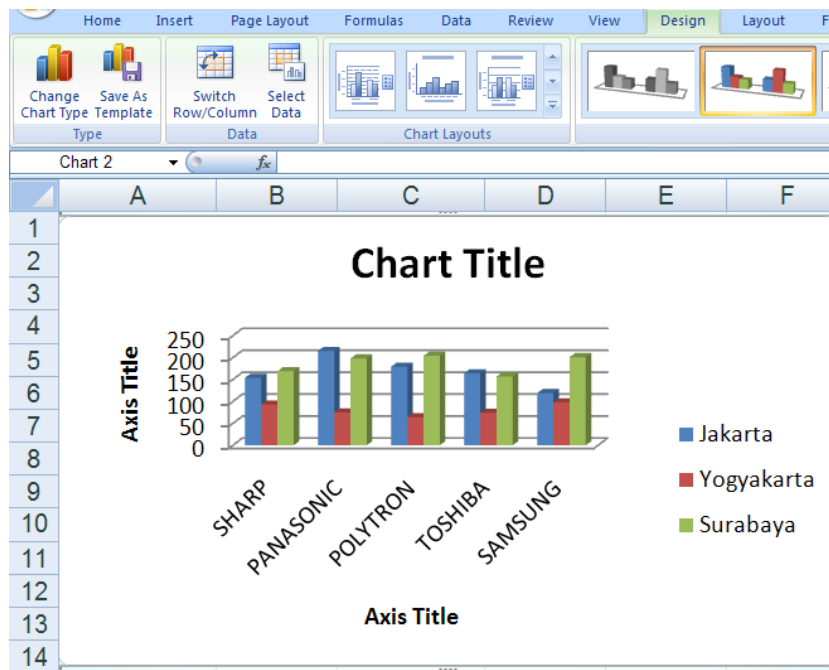 Home Insert Page Layout Formulas Data Review View Design Layout F
Change Chart Type Save As Template Switch Row/Column Select Data
Type Data Chart Layouts
Chart 2 fx
A B C D E F
1
2
3
4
5
6
7
8
9
10
11
12
13
14
Chart Title
Axis Title
250
200
150
100
50
0
SHARP PANASONIC POLYTRON TOSHIBA SAMSUNG
Jakarta
Yogyakarta
Surabaya
Axis Title